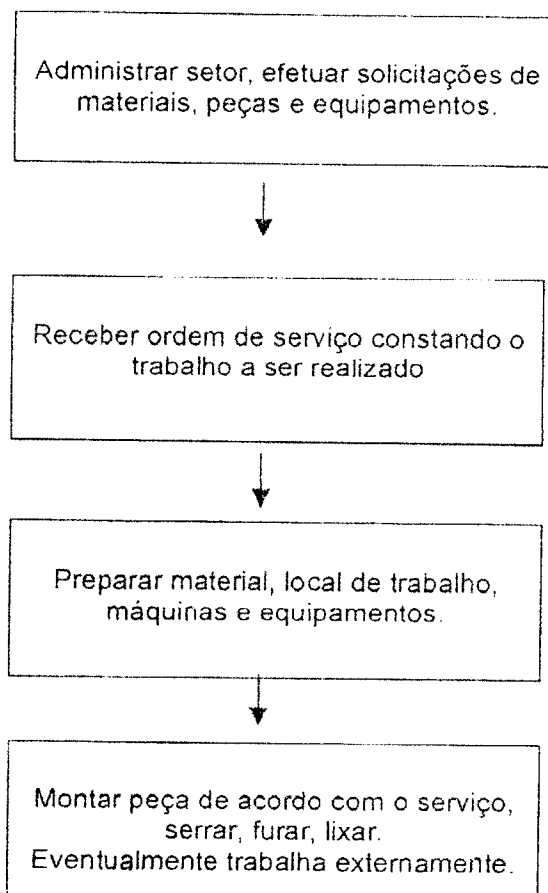 Administrar setor, efetuar solicitações de
materiais, peças e equipamentos.
Receber ordem de serviço constando o
trabalho a ser realizado
Preparar material, local de trabalho,
máquinas e equipamentos.
Montar peça de acordo com o serviço,
serrar, furar, lixar.
Eventualmente trabalha externamente.